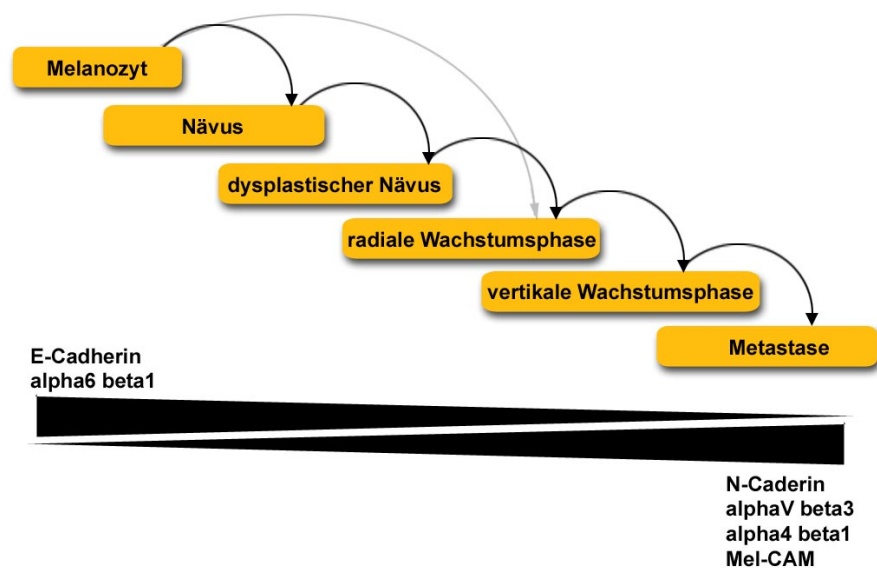 Melanozyt
Nävus
dysplastischer Nävus
radiale Wachstumsphase
vertikale Wachstumsphase
Metastase
E-Cadherin
alpha6 beta1
N-Caderin
alphaV beta3
alpha4 beta1
Mel-CAM